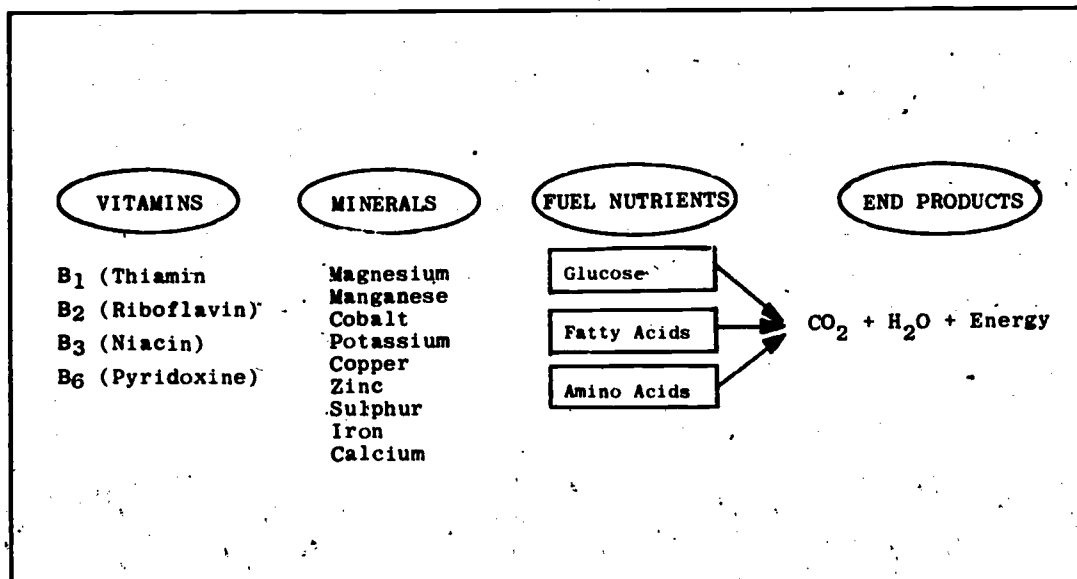 VITAMINS
MINERALS
FUEL NUTRIENTS
END PRODUCTS
B1 (Thiamin
B2 (Riboflavin)
B3 (Niacin)
B6 (Pyridoxine)
Magnesium
Manganese
Cobalt
Potassium
Copper
Zinc
Sulphur
Iron
Calcium
Glucose
Fatty Acids
Amino Acids
CO2 + H2O + Energy